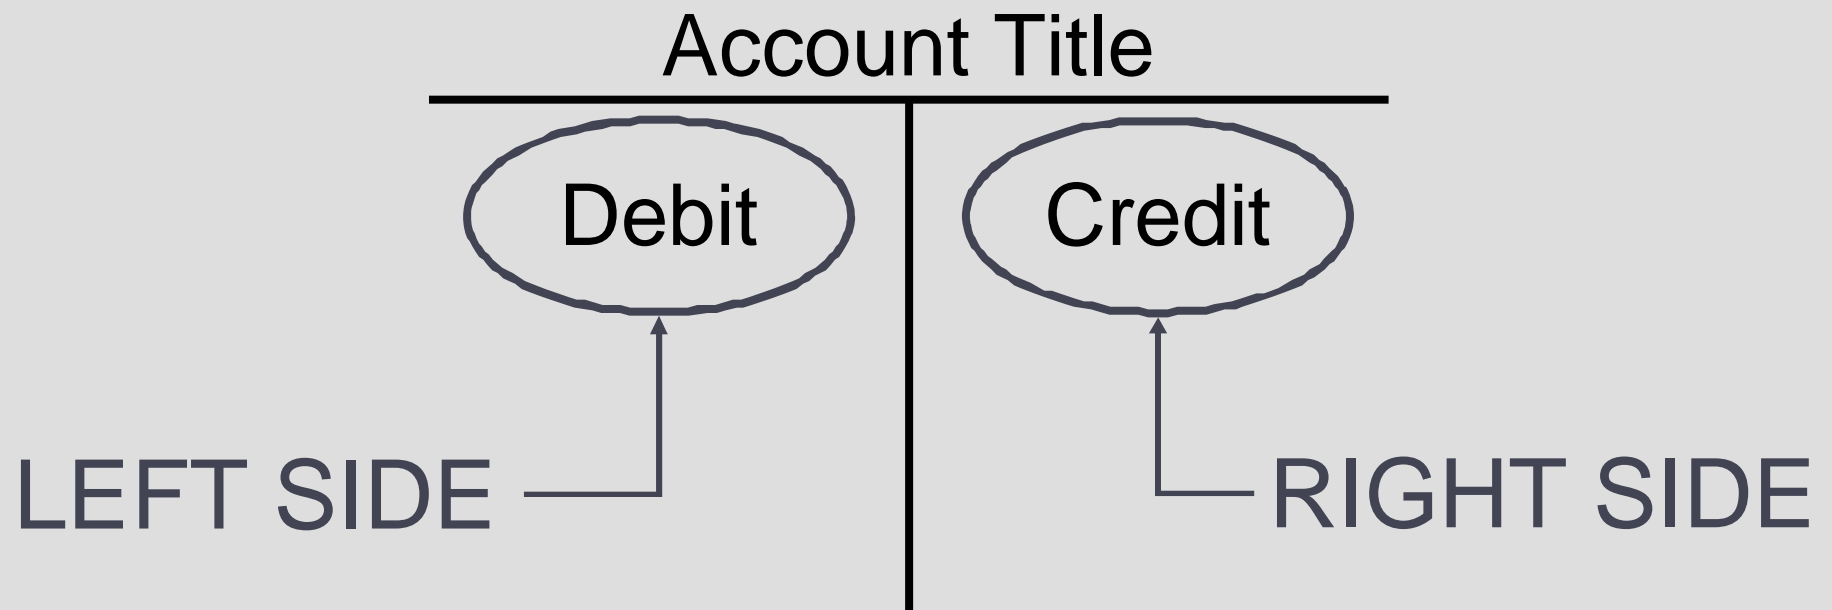 Account Title
Debit
Credit
LEFT SIDE
RIGHT SIDE